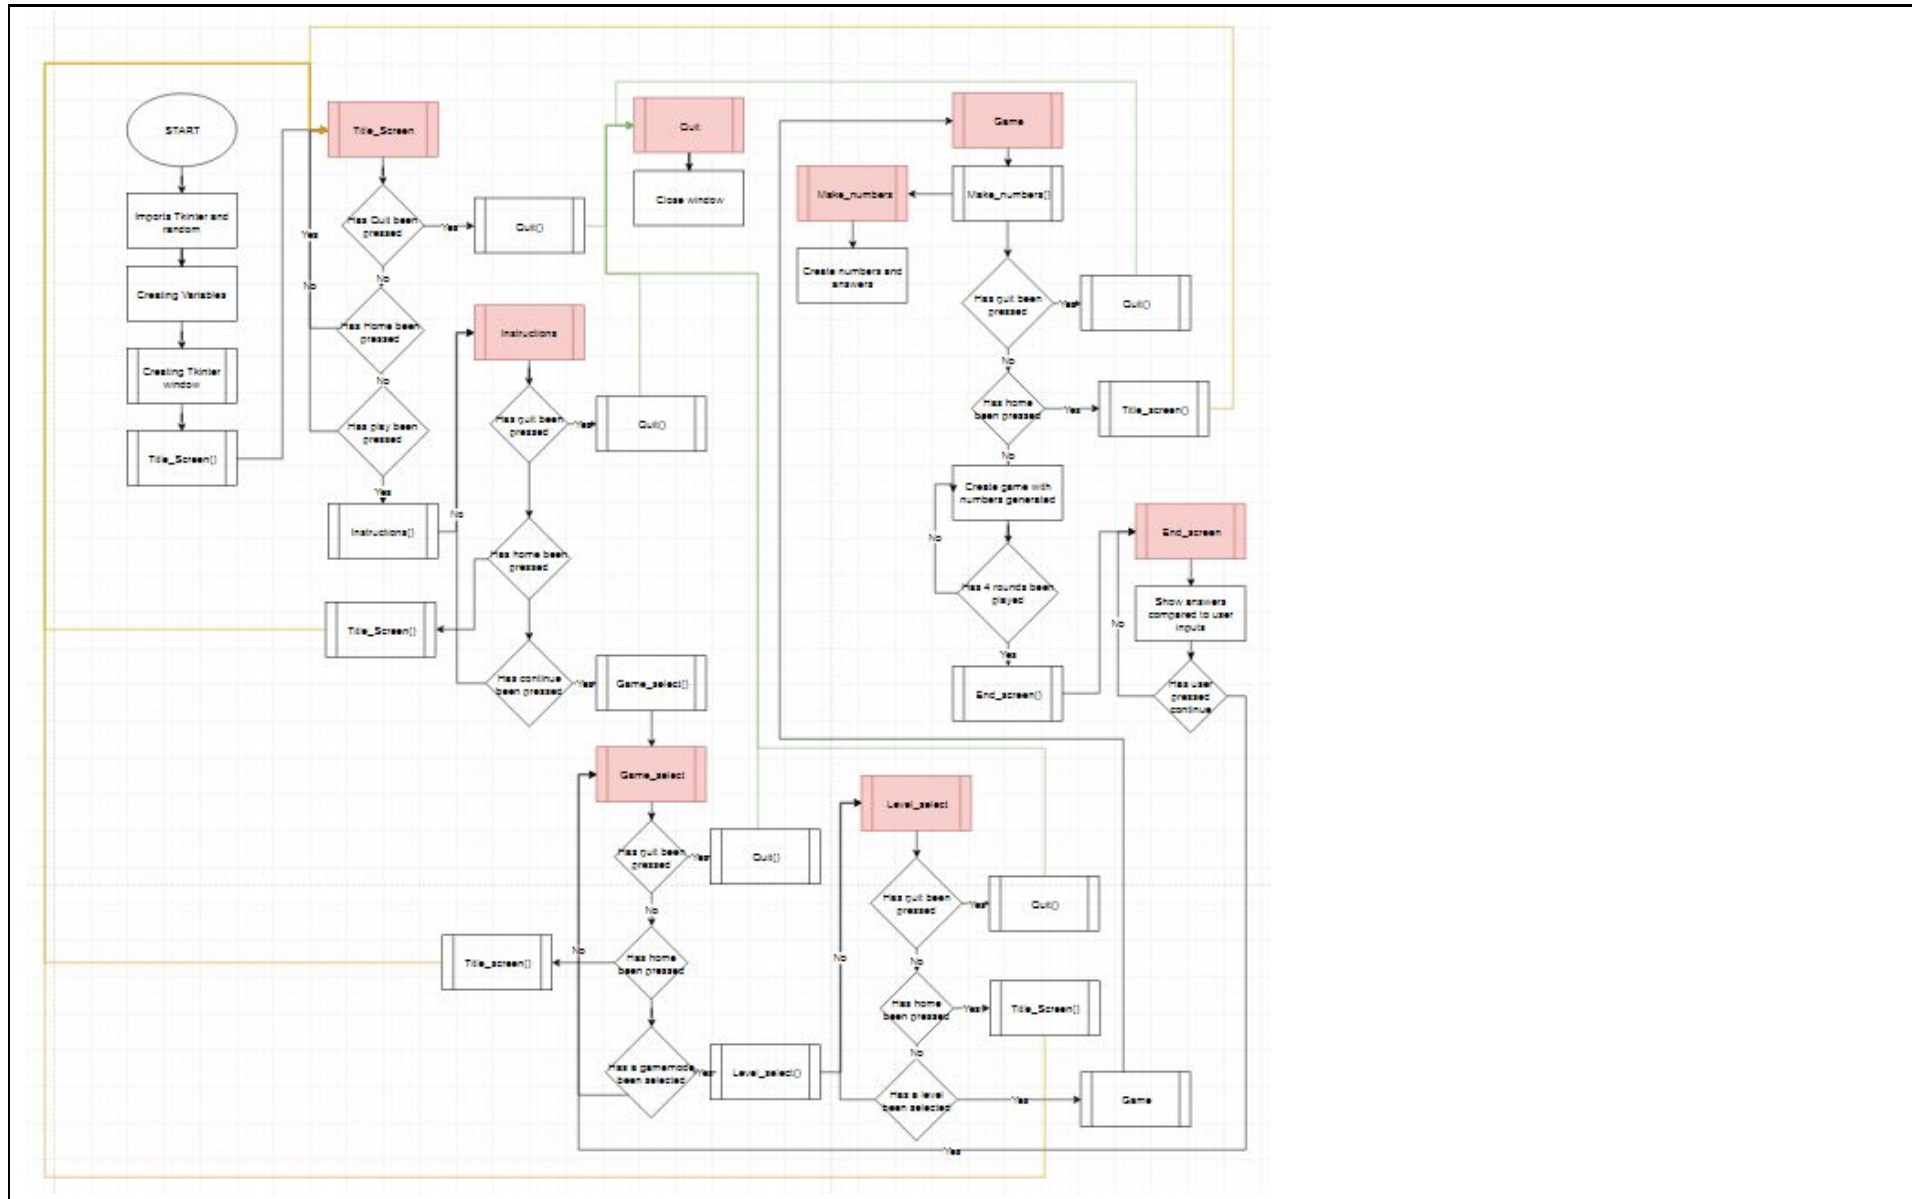 START
Imports Tkinter and
random
Creating Variables
Creating Tkinter
window
Title_Screen()
Title_Screen
Has Quit been
pressed
Yes
Quit()
No
Has Home been
pressed
Yes
No
No
Has play been
pressed
Yes
Instructions()
Quit
Close window
Instructions
Has quit been
pressed
Yes
Quit()
No
Has home been
pressed
Title_Screen()
Has continue
been pressed
Yes
Game_select()
Game_select
Has quit been
pressed
Yes
Quit()
No
Has home
been pressed
No
Title_screen()
Has a gamemode
been selected
Yes
Level_select()
Level_select
Has quit been
pressed
Yes
Quit()
No
No
Has home
been pressed
Yes
Title_Screen()
No
Has a level
been selected
Yes
Game
Yes
Game
Make_numbers
Make_numbers()
Create numbers and
answers
Has quit been
pressed
Yes
Quit()
No
Has home
been pressed
Yes
Title_screen()
No
Create game with
numbers generated
No
Has 4 rounds been
played
Yes
End_screen()
End_screen
Show answers
compared to user
inputs
No
Has user
pressed
continue